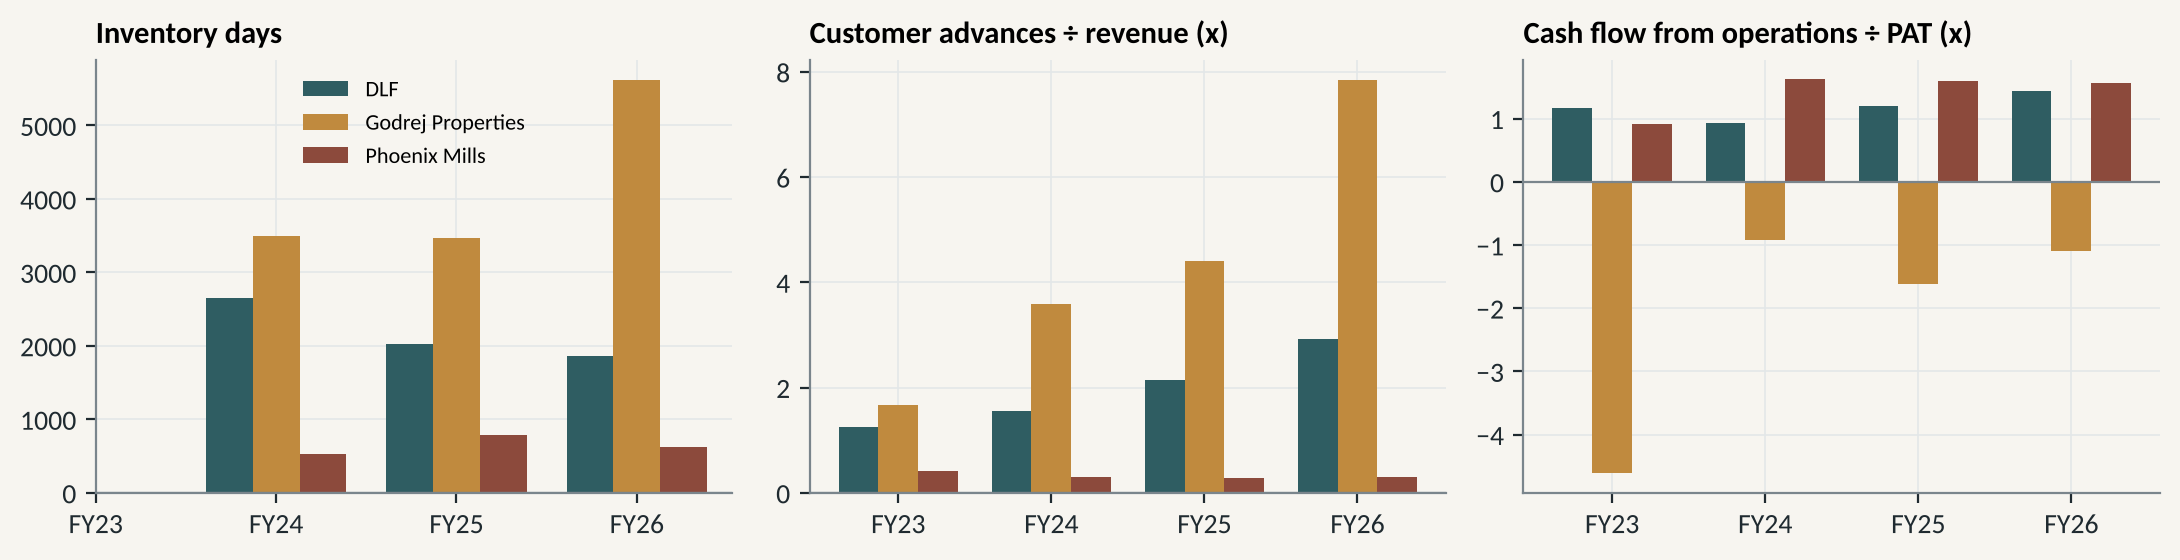 Inventory days
5000
4000
3000
2000
1000
0
FY23 FY24 FY25 FY26
DLF
Godrej Properties
Phoenix Mills
Customer advances ÷ revenue (x)
8
6
4
2
0
FY23 FY24 FY25 FY26
Cash flow from operations ÷ PAT (x)
1
0
−1
−2
−3
−4
FY23 FY24 FY25 FY26